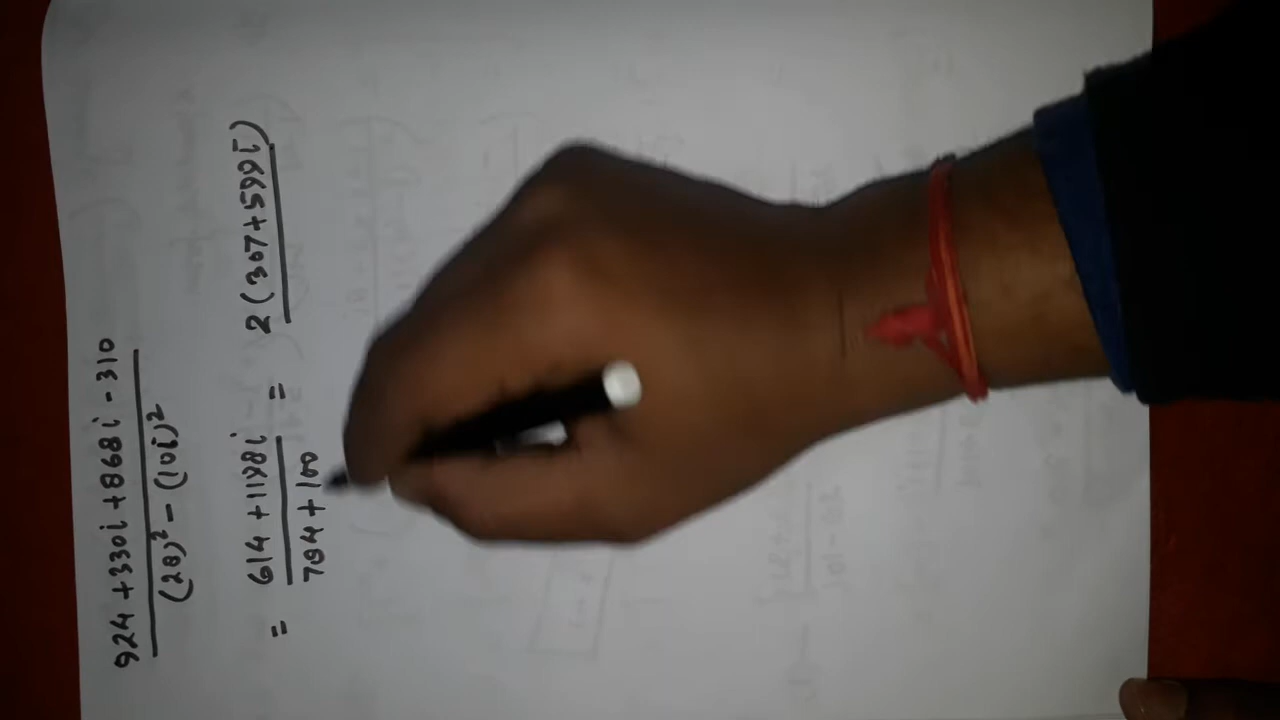 924 + 330i + 868i - 310
(28)² - (10i)²
= 614 + 1198i = 2(307 + 599i)
784 + 100